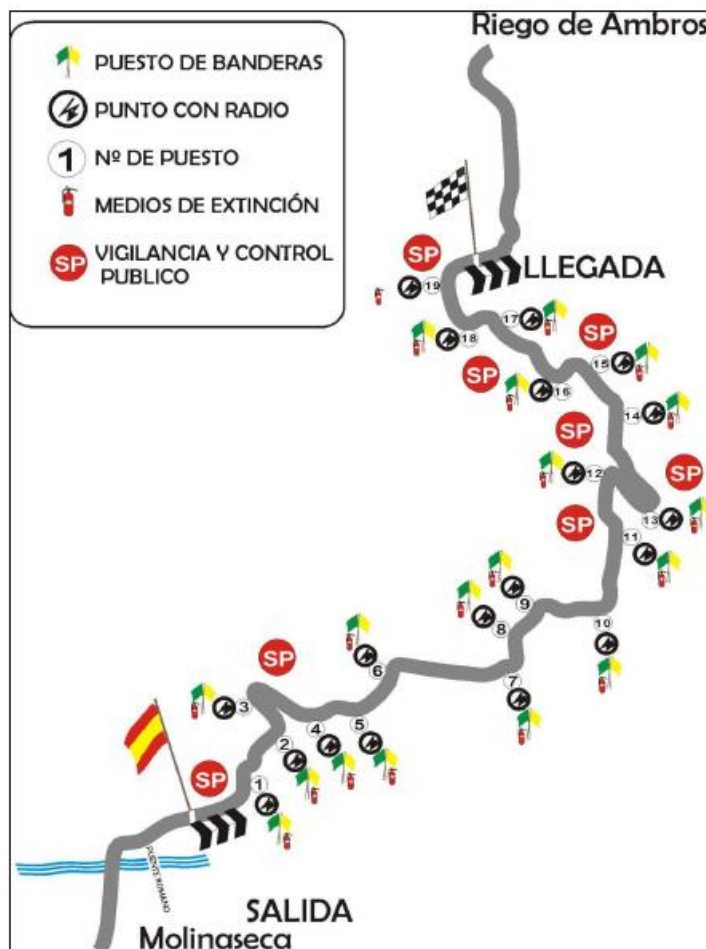 Riego de Ambros
PUESTO DE BANDERAS
PUNTO CON RADIO
1 Nº DE PUESTO
MEDIOS DE EXTINCIÓN
SP VIGILANCIA Y CONTROL
PUBLICO
SP
19
LLEGADA
17
18
SP
15
SP
16
14
SP
12
SP
13
SP
11
9
8
10
6
SP
7
3
4
5
2
SP
1
PUENTE ROMANO
SALIDA
Molinaseca